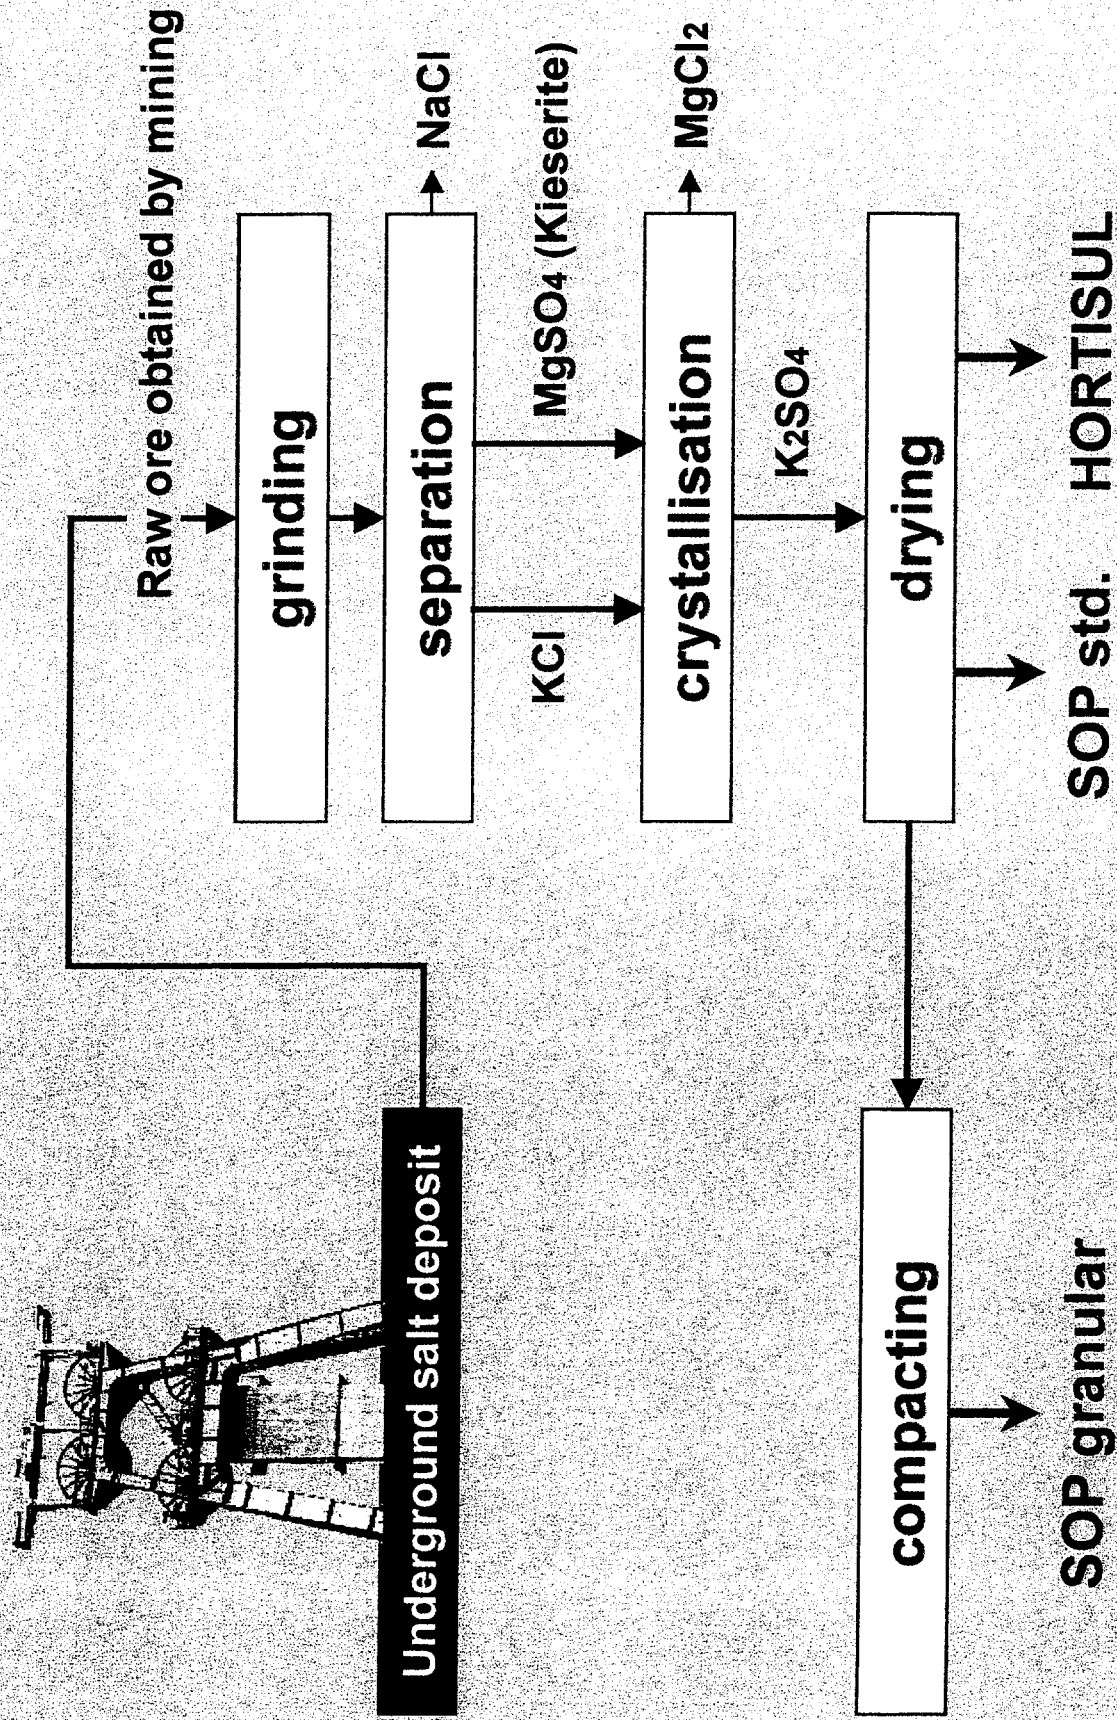 Raw ore obtained by mining
grinding
separation
NaCl
KCl
MgSO4 (Kieserite)
crystallisation
MgCl2
K2SO4
Underground salt deposit
compacting
drying
SOP granular
SOP std.
HORTISUL